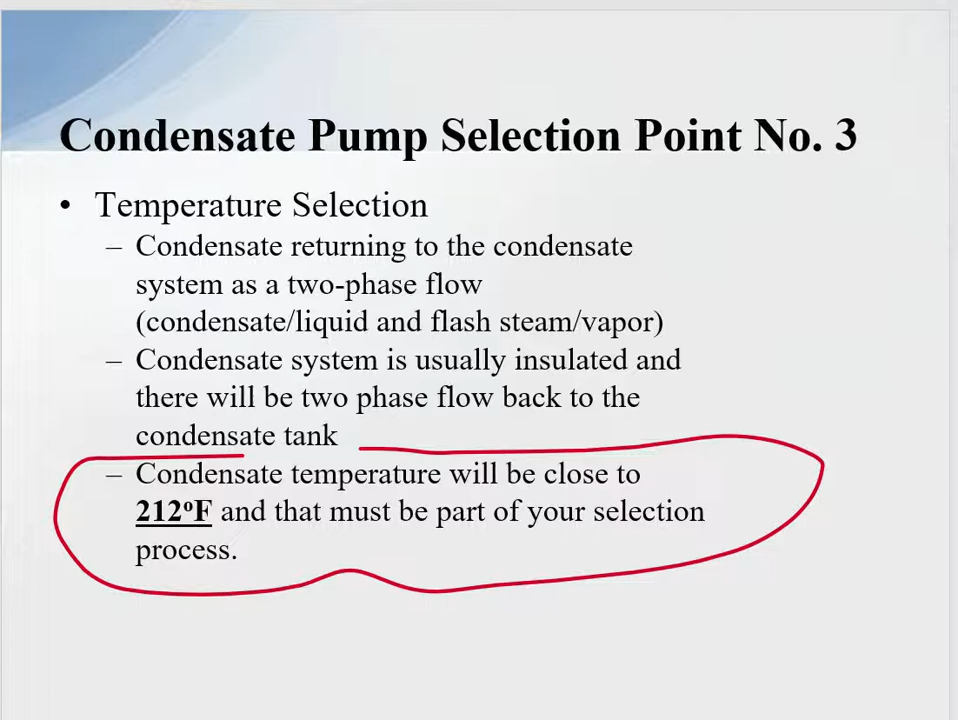 Condensate Pump Selection Point No. 3
• Temperature Selection
– Condensate returning to the condensate
system as a two-phase flow
(condensate/liquid and flash steam/vapor)
– Condensate system is usually insulated and
there will be two phase flow back to the
condensate tank
– Condensate temperature will be close to
212ºF and that must be part of your selection
process.